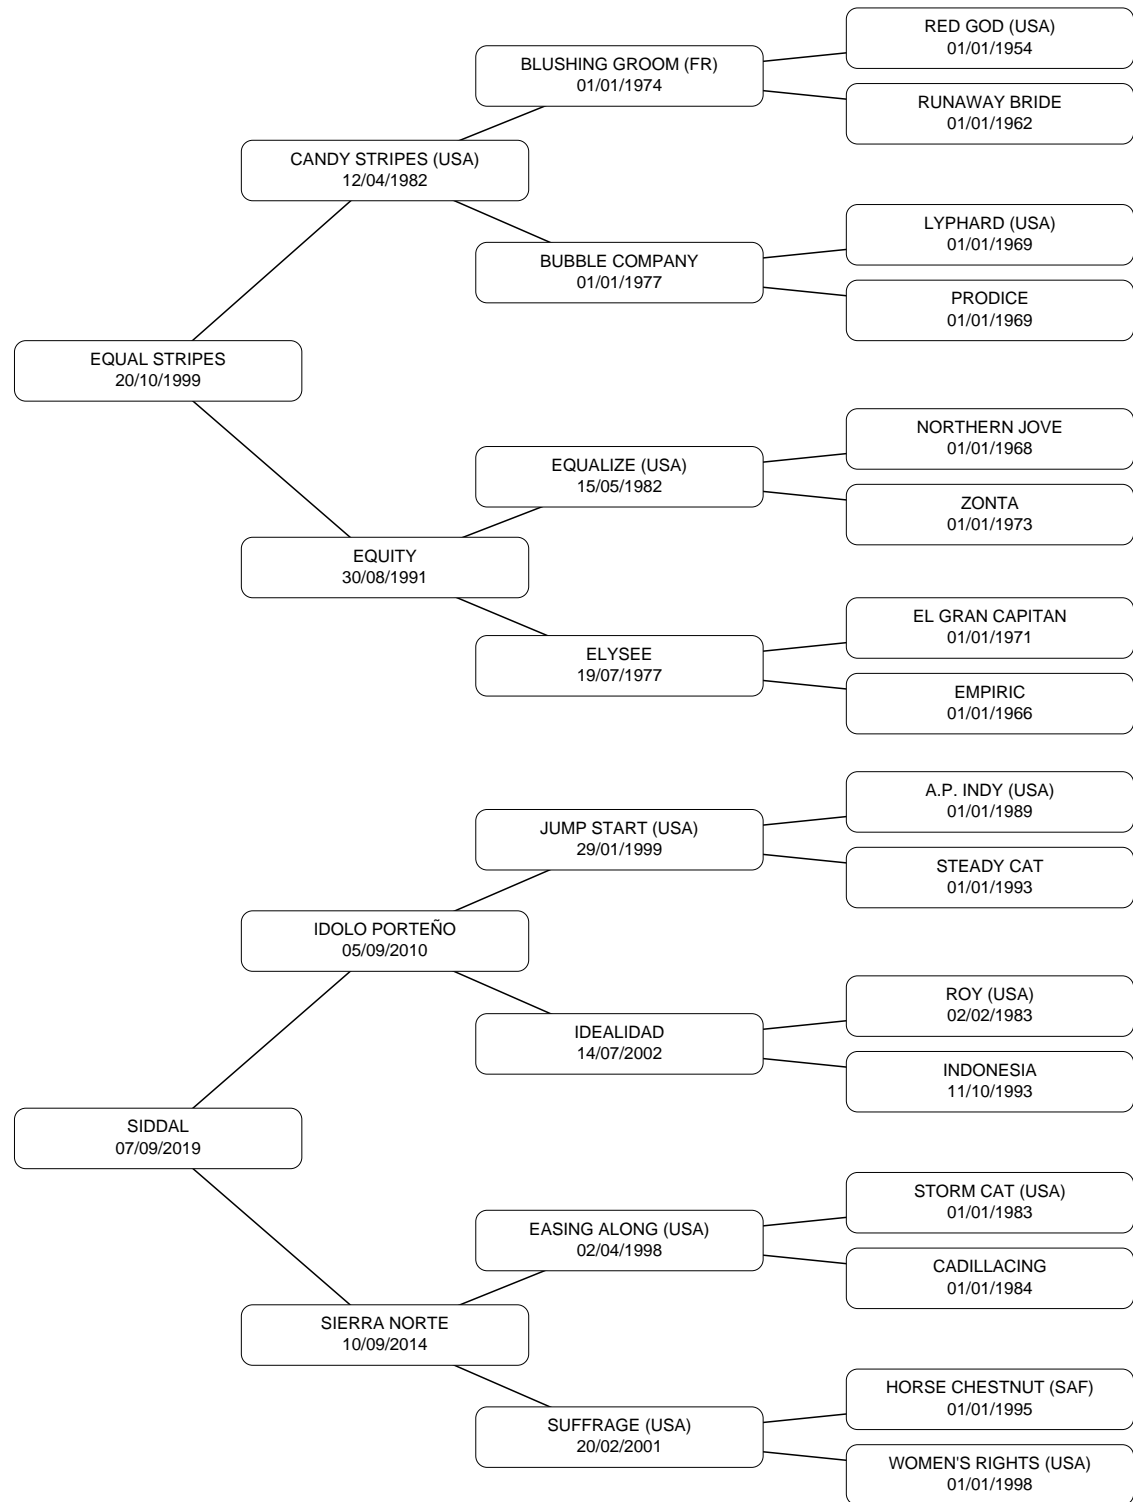 RED GOD (USA)
01/01/1954
BLUSHING GROOM (FR)
01/01/1974
RUNAWAY BRIDE
01/01/1962
CANDY STRIPES (USA)
12/04/1982
LYPHARD (USA)
01/01/1969
BUBBLE COMPANY
01/01/1977
PRODICE
01/01/1969
EQUAL STRIPES
20/10/1999
NORTHERN JOVE
01/01/1968
EQUALIZE (USA)
15/05/1982
ZONTA
01/01/1973
EQUITY
30/08/1991
EL GRAN CAPITAN
01/01/1971
ELYSEE
19/07/1977
EMPIRIC
01/01/1966
A.P. INDY (USA)
01/01/1989
JUMP START (USA)
29/01/1999
STEADY CAT
01/01/1993
IDOLO PORTEÑO
05/09/2010
ROY (USA)
02/02/1983
IDEALIDAD
14/07/2002
INDONESIA
11/10/1993
SIDDAL
07/09/2019
STORM CAT (USA)
01/01/1983
EASING ALONG (USA)
02/04/1998
CADILLACING
01/01/1984
SIERRA NORTE
10/09/2014
HORSE CHESTNUT (SAF)
01/01/1995
SUFFRAGE (USA)
20/02/2001
WOMEN'S RIGHTS (USA)
01/01/1998